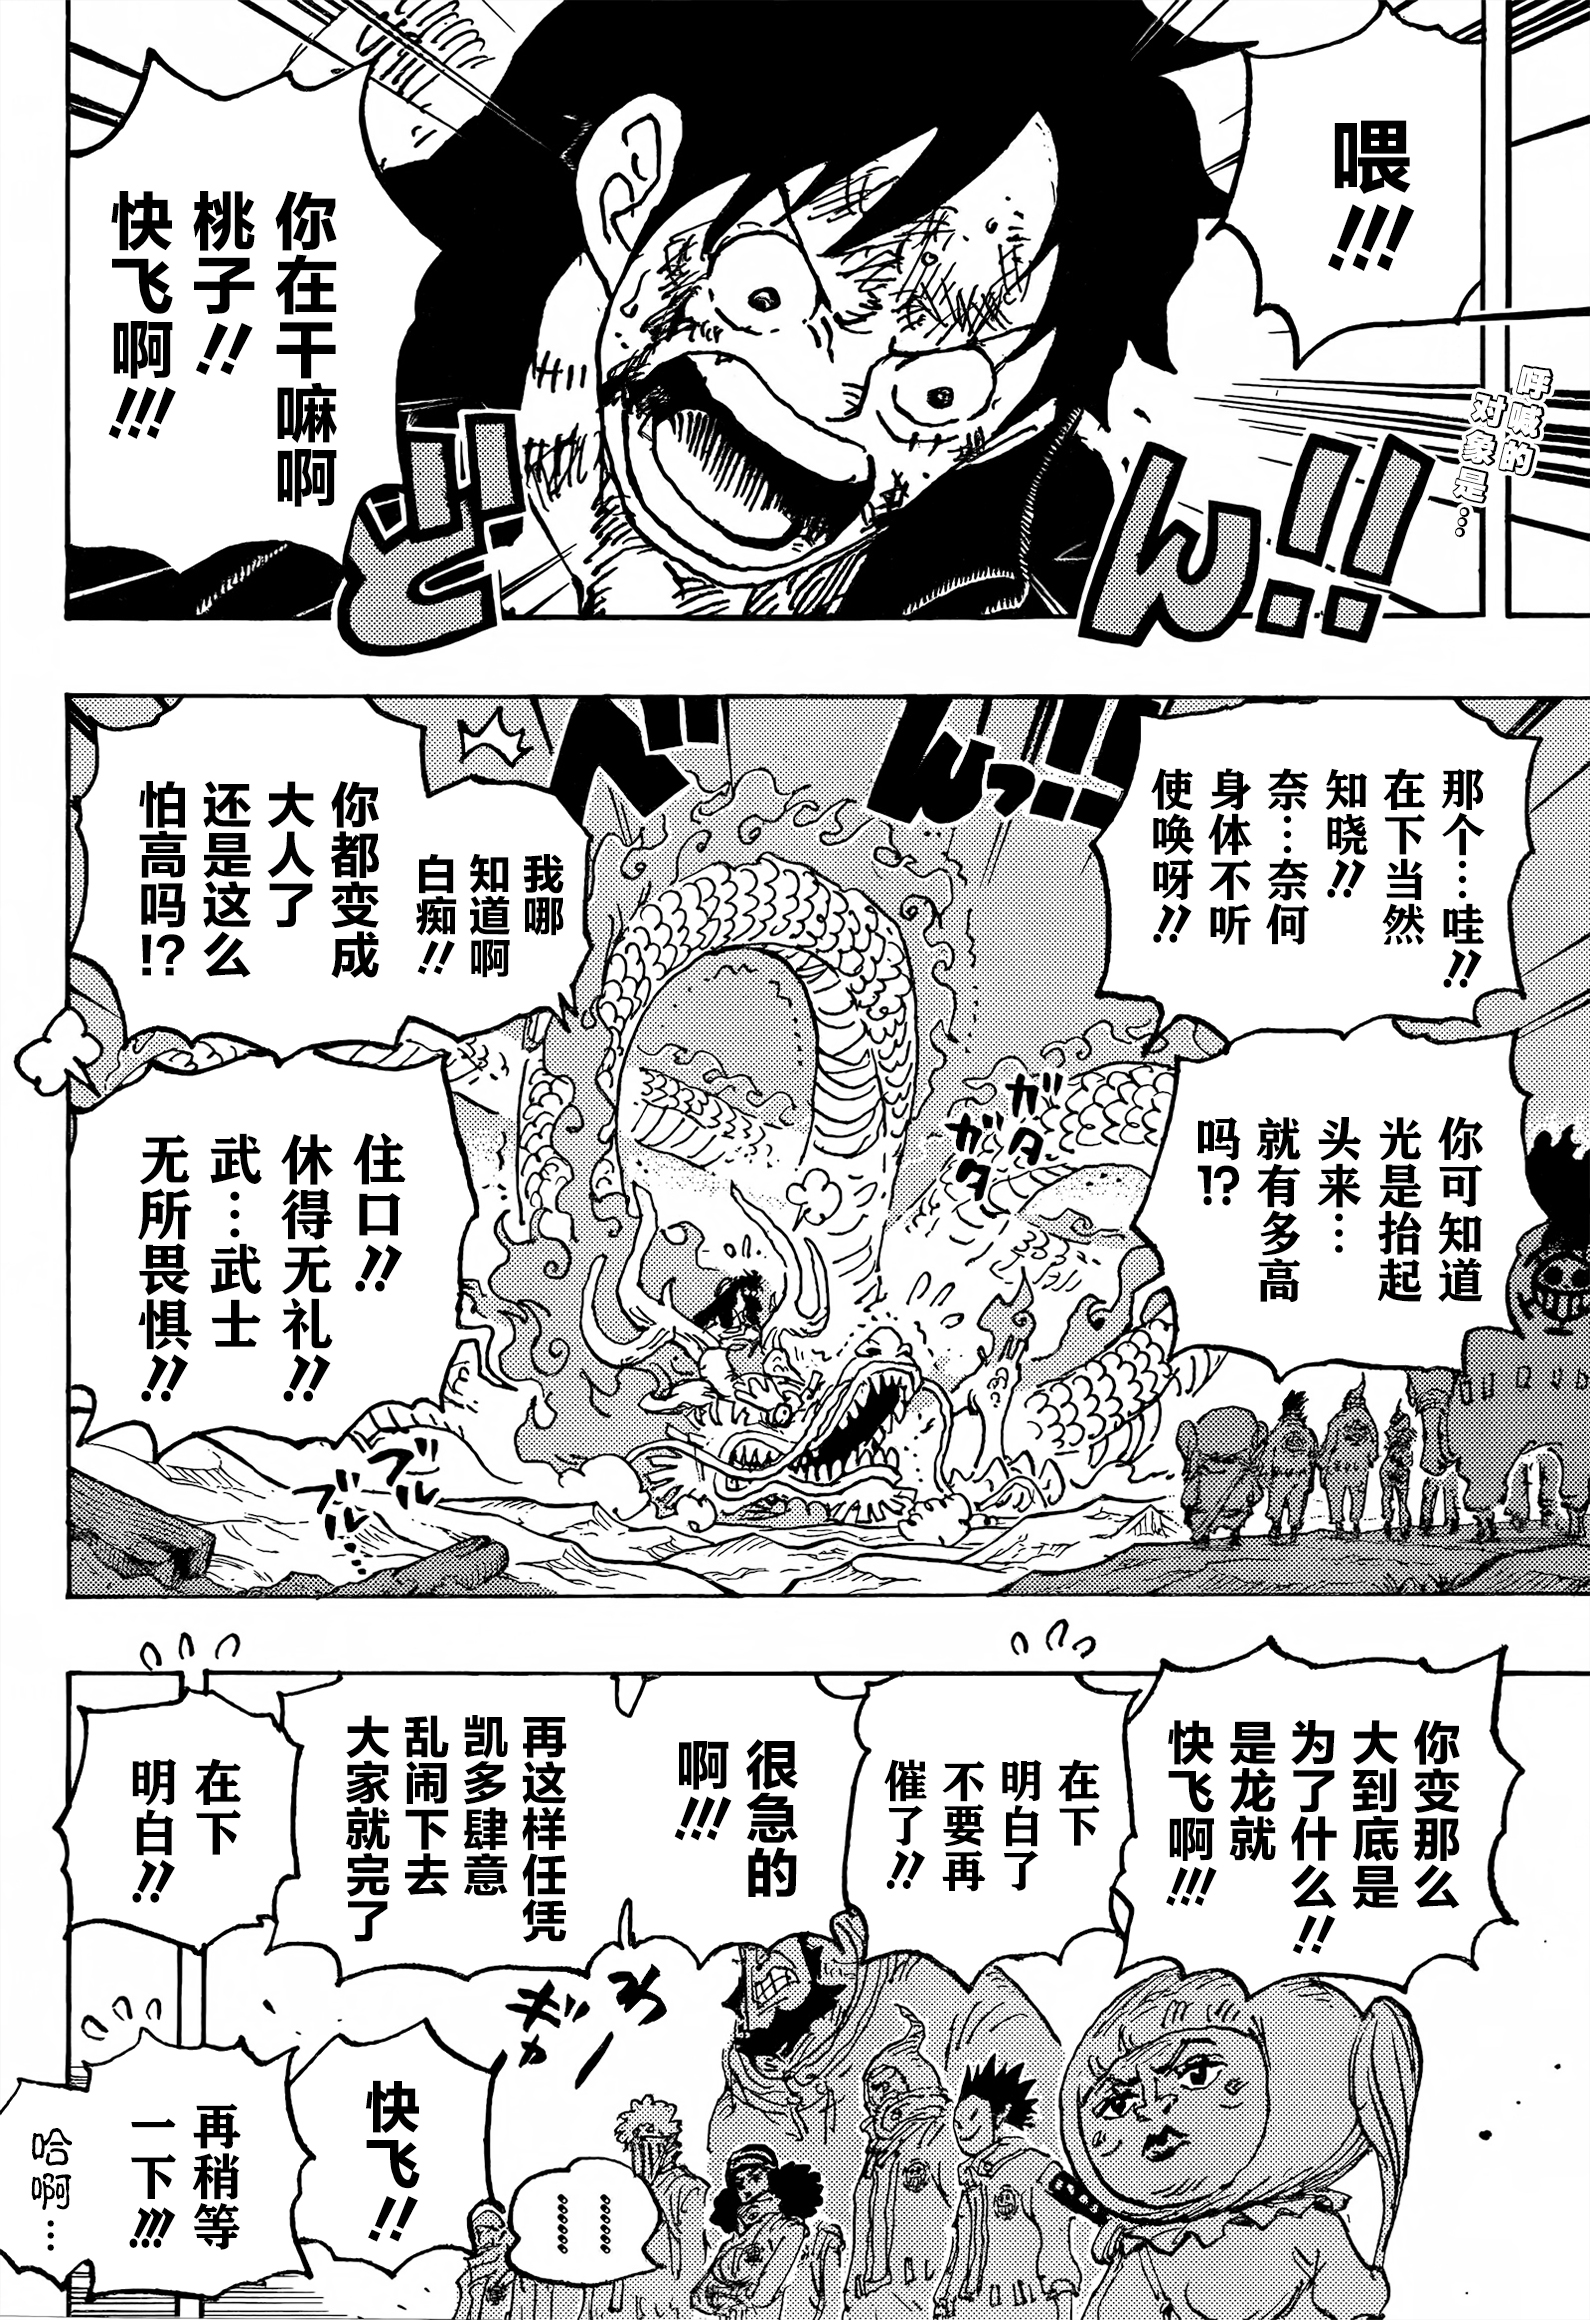 呼喊的
对象是…
喂!!!
你在干嘛啊
桃子!!
快飞啊!!!
どん!!
那个…哇!!
在下当然
知晓!!
奈…奈何
身体不听
使唤呀!!
べんっ!!
我哪
知道啊
白痴!!
你都变成
大人了
还是这么
怕高吗!?
你可知道
光是抬起
头来…
就有多高
吗!?
ガタ
ガタ
住口!!
休得无礼!!
武…武士
无所畏惧!!
ブル
ブル…
你变那么
大到底是
为了什么!!
是龙就
快飞啊!!!
在下
明白了
不要再
催了!!
很急的
啊!!!
再这样任凭
凯多肆意
乱闹下去
大家就完了
在下
明白!!
快飞!!
再稍等
一下!!!
哈啊…
…………